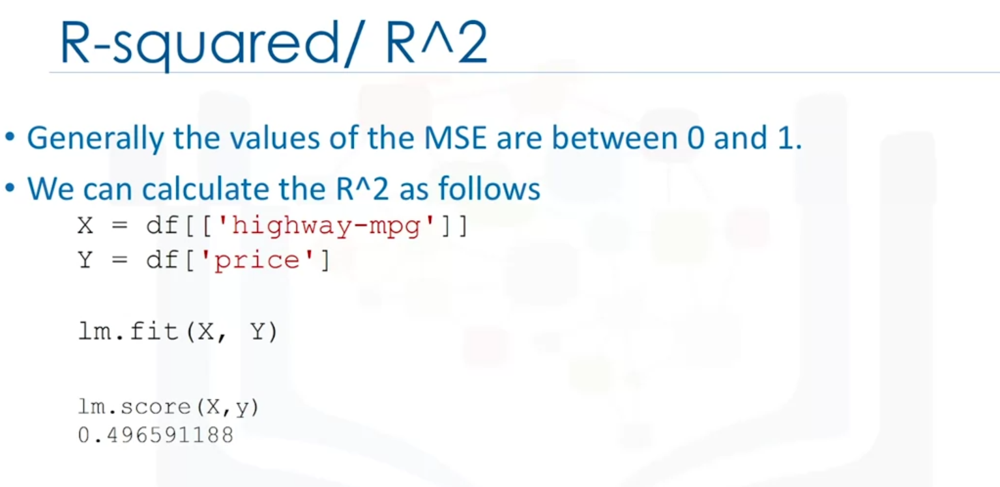 R-squared/ R^2
• Generally the values of the MSE are between 0 and 1.
• We can calculate the R^2 as follows
X = df[['highway-mpg']]
Y = df['price']
lm.fit(X, Y)
lm.score(X,y)
0.496591188